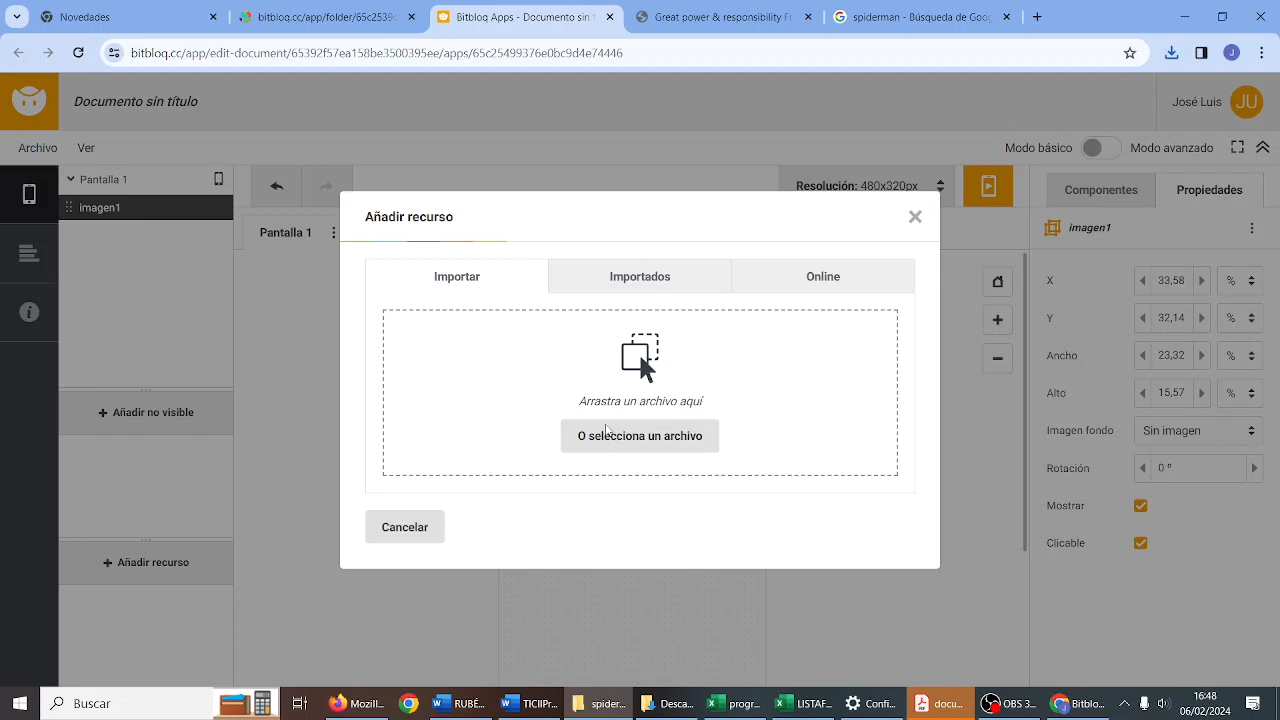 Novedades
bitbloq.cc/app/folder/65c2539
Bitbloq Apps - Documento sin t
Great power & responsibility Fr
spiderman - Búsqueda de Goog
bitbloq.cc/app/edit-document/65392f57ea158be3500395ee/apps/65c25499376e0bc9d4e74446
J
Documento sin título
José Luis
JU
Archivo
Ver
Modo básico
Modo avanzado
Pantalla 1
imagen1
Resolución: 480x320px
Componentes
Propiedades
Pantalla 1
imagen1
Añadir recurso
Importar
Importados
Online
Arrastra un archivo aquí
O selecciona un archivo
Cancelar
X
33,58
%
Y
32,14
%
Ancho
23,32
%
Alto
15,57
%
Imagen fondo
Sin imagen
Rotación
0 º
Mostrar
Clicable
+ Añadir no visible
+ Añadir recurso
Buscar
Mozil...
RUBÉ...
TICIIPr...
spider...
Desca...
progr...
LISTAF...
Confi...
docu...
OBS 3...
Bitblo...
16:48
06/02/2024